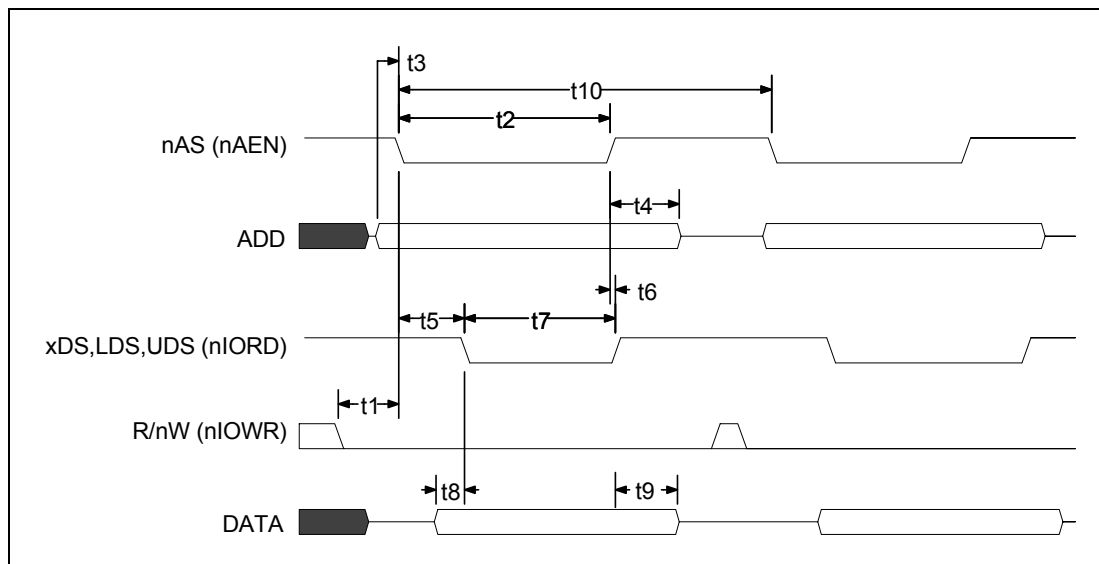 t3
t10
t2
nAS (nAEN)
t4
ADD
t6
t5
t7
xDS,LDS,UDS (nIORD)
t1
R/nW (nIOWR)
t8
t9
DATA